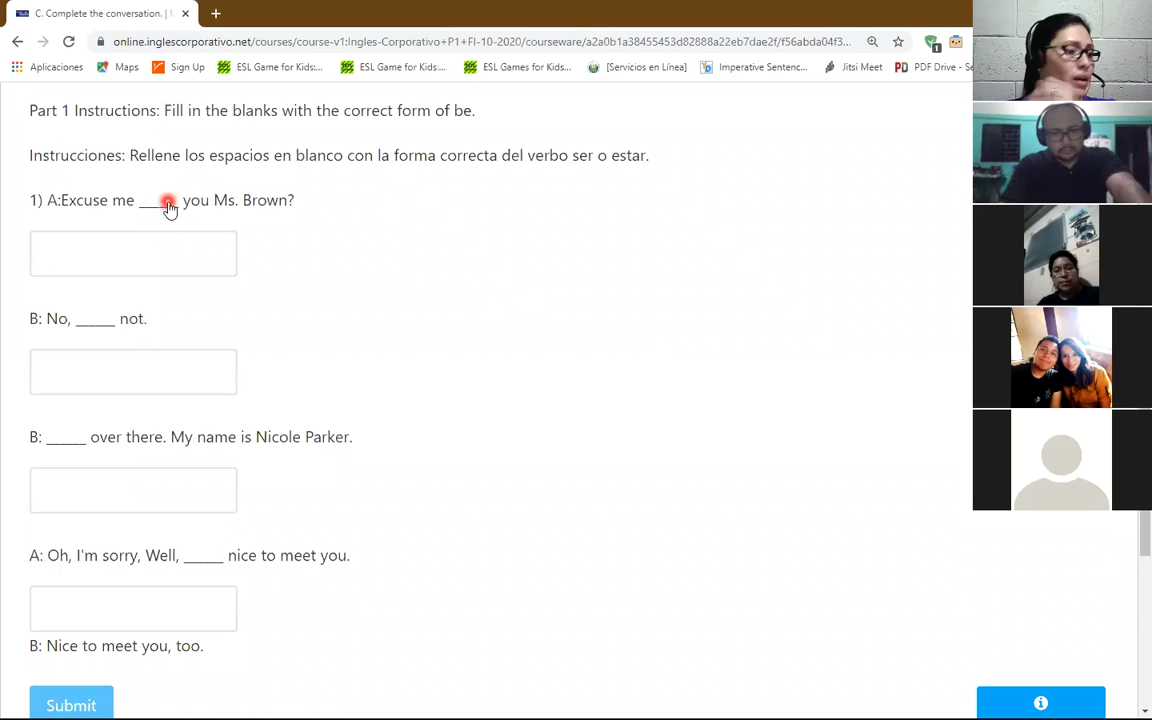 C. Complete the conversation. |
online.inglescorporativo.net/courses/course-v1:Ingles-Corporativo+P1+FI-10-2020/courseware/a2a0b1a38455453d82888a22eb7dae2f/f56abda04f3...
Aplicaciones Maps Sign Up ESL Game for Kids:... ESL Game for Kids:... ESL Games for Kids:... [Servicios en Línea] Imperative Sentenc... Jitsi Meet PDF Drive - Se
Part 1 Instructions: Fill in the blanks with the correct form of be.
Instrucciones: Rellene los espacios en blanco con la forma correcta del verbo ser o estar.
1) A:Excuse me _____ you Ms. Brown?
B: No, _____ not.
B: _____ over there. My name is Nicole Parker.
A: Oh, I'm sorry, Well, _____ nice to meet you.
B: Nice to meet you, too.
Submit